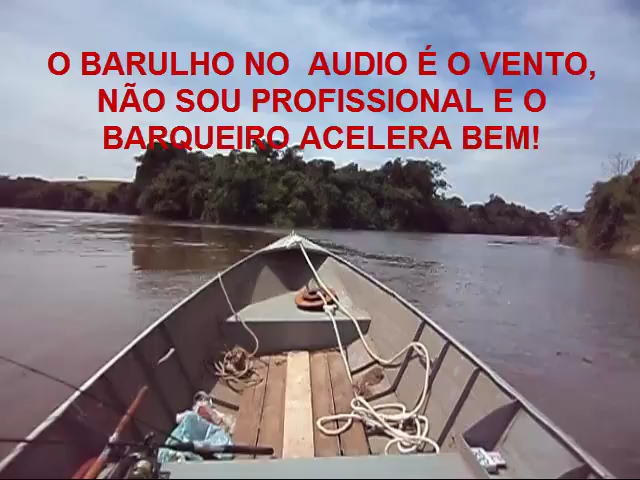 O BARULHO NO AUDIO É O VENTO,
NÃO SOU PROFISSIONAL E O
BARQUEIRO ACELERA BEM!